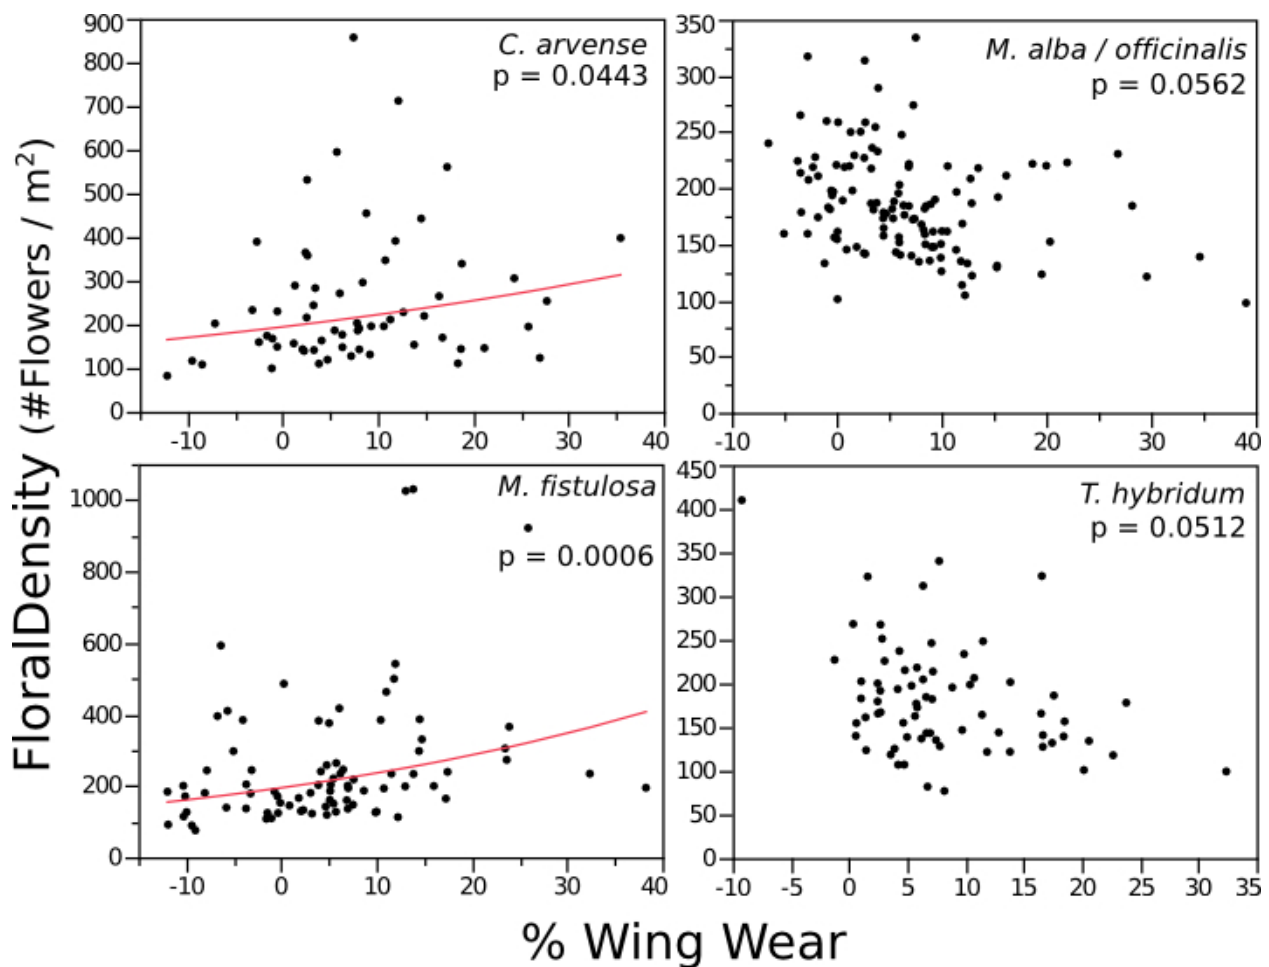 FloralDensity (#Flowers / m²)
C. arvense
p = 0.0443
900
800
700
600
500
400
300
200
100
0
-10 0 10 20 30 40
M. alba / officinalis
p = 0.0562
350
300
250
200
150
100
50
0
-10 0 10 20 30 40
M. fistulosa
p = 0.0006
1000
800
600
400
200
0
-10 0 10 20 30 40
T. hybridum
p = 0.0512
450
400
350
300
250
200
150
100
50
0
-10 -5 0 5 10 15 20 25 30 35
% Wing Wear